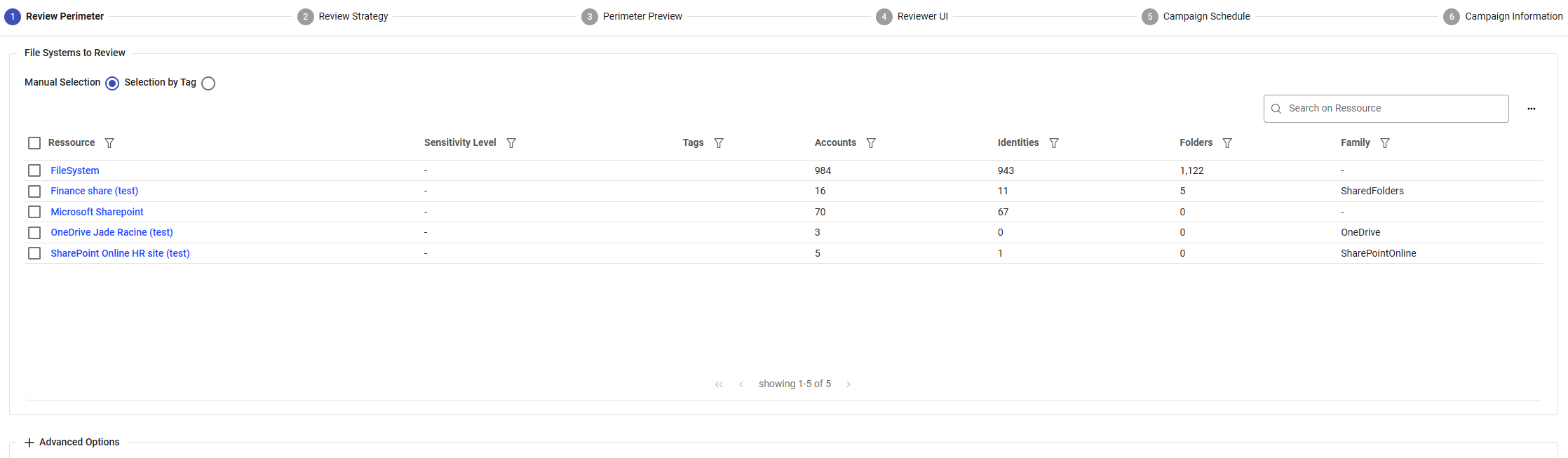 1 Review Perimeter 2 Review Strategy 3 Perimeter Preview 4 Reviewer UI 5 Campaign Schedule 6 Campaign Information
File Systems to Review
Manual Selection Selection by Tag
Search on Ressource ...
Ressource Sensitivity Level Tags Accounts Identities Folders Family
FileSystem - 984 943 1,122 -
Finance share (test) - 16 11 5 SharedFolders
Microsoft Sharepoint - 70 67 0 -
OneDrive Jade Racine (test) - 3 0 0 OneDrive
SharePoint Online HR site (test) - 5 1 0 SharePointOnline
showing 1-5 of 5
Advanced Options